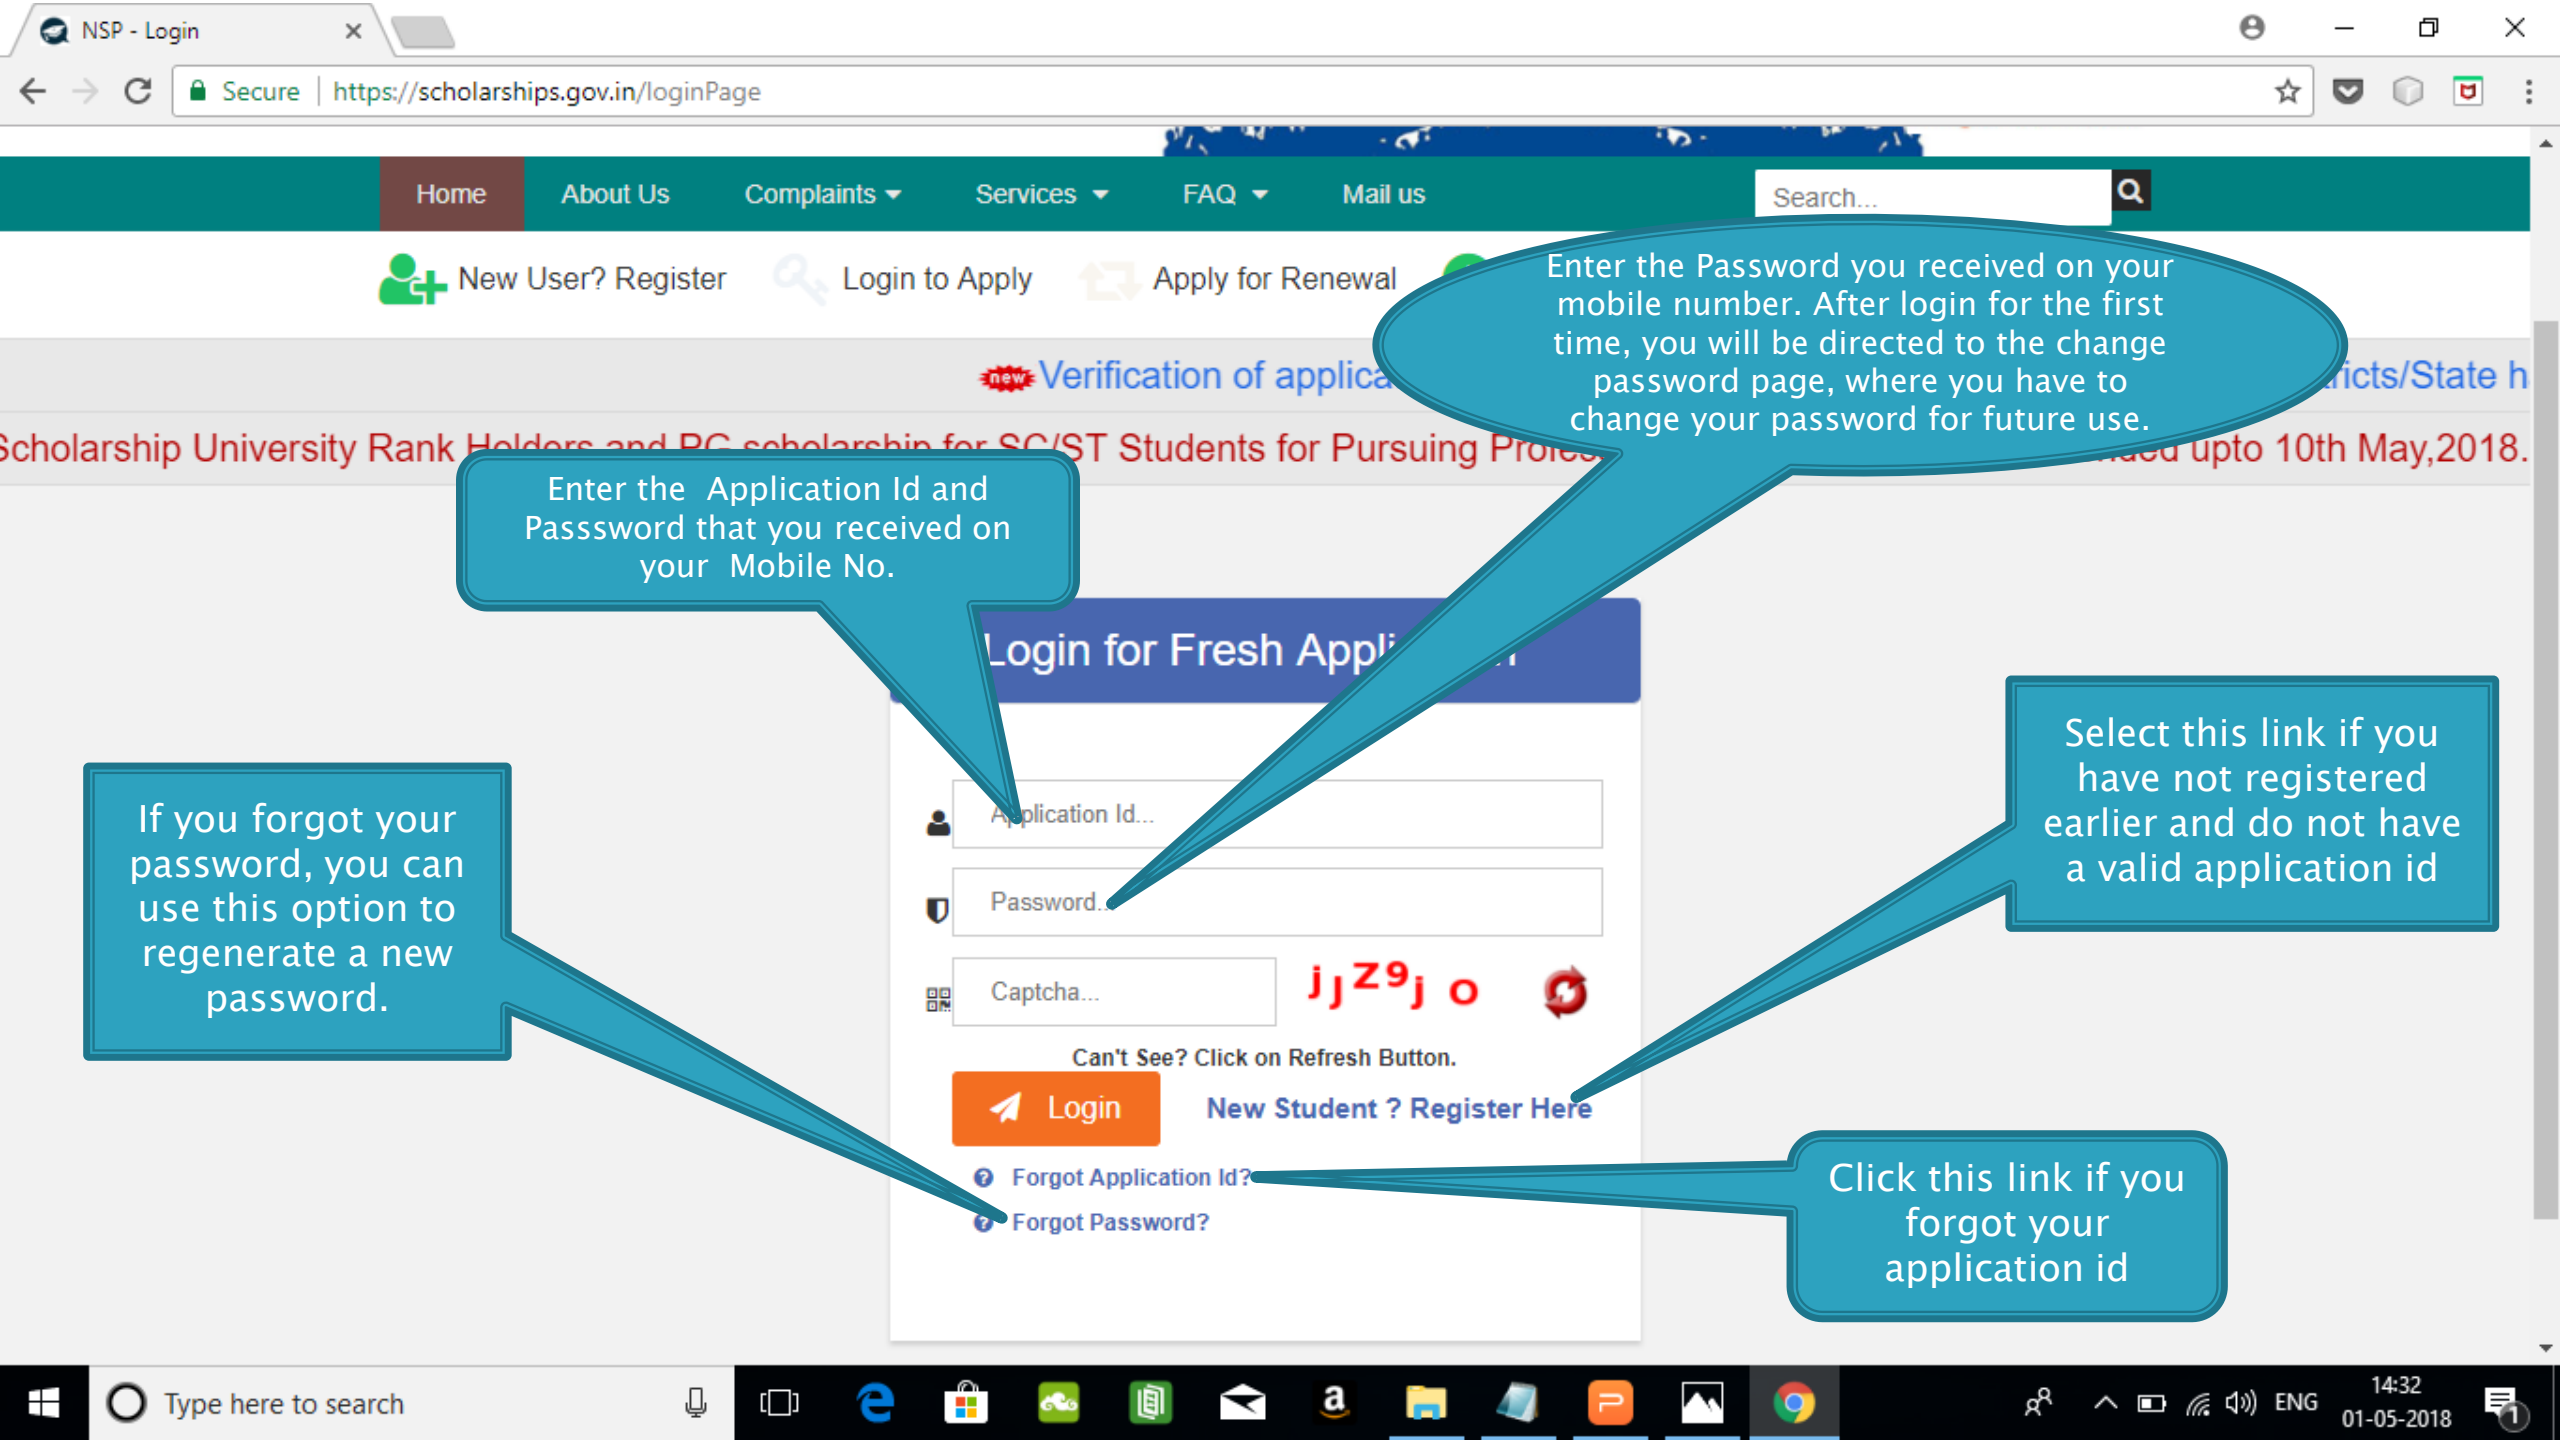 NSP - Login
Secure | https://scholarships.gov.in/loginPage
Home About Us Complaints Services FAQ Mail us Search...
New User? Register Login to Apply Apply for Renewal
Enter the Password you received on your
mobile number. After login for the first
time, you will be directed to the change
password page, where you have to
change your password for future use.
new Verification of
Scholarship University Rank Holders and PG scholarship for SC/ST Students for Pursuing
upto 10th May,2018.
Enter the Application Id and
Passsword that you received on
your Mobile No.
Login for Fresh
Select this link if you
have not registered
earlier and do not have
a valid application id
If you forgot your
password, you can
use this option to
regenerate a new
password.
Application Id...
Password...
Captcha... jJZ9j o
Can't See? Click on Refresh Button.
Login New Student ? Register Here
Forgot Application Id?
Forgot Password?
Click this link if you
forgot your
application id
Type here to search
ENG
14:32
01-05-2018
1